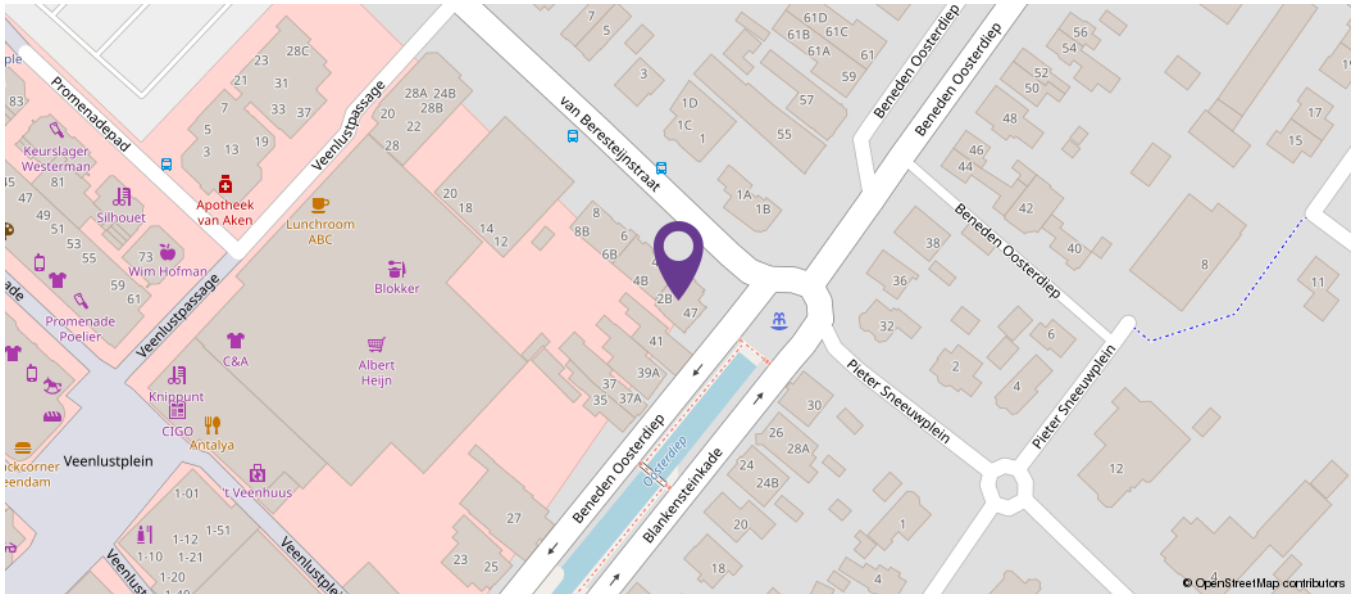 61D
61B
61C
61A
61
59
7
5
3
57
55
1D
1C
1
1A
1B
56
54
52
50
48
46
44
42
40
38
36
32
17
15
11
8
6
2
4
12
Beneden Oosterdiep
Beneden Oosterdiep
Beneden Oosterdiep
van Beresteijnstraat
28C
23
21
31
33
37
7
5
3
13
19
ple
83
Promenadepad
Keurslager
Westerman
81
Silhouet
Apotheek
van Aken
Veenlustpassage
28A
24B
20
28B
22
28
Lunchroom
ABC
20
18
14
12
8
8B
6
6B
4B
2B
47
45
47
49
51
53
55
73
Wim Hofman
59
61
Promenade
Poelier
ade
Veenlustpassage
Blokker
C&A
Albert
Heijn
Knippunt
CIGO
Antalya
Veenlustplein
't Veenhuus
ckcorner
eendam
1-01
1-51
1-12
1-10
1-21
1-20
Veenlustplei
Veenlust
41
39A
37
37A
35
27
23
25
Beneden Oosterdiep
Oosterdiep
Blankensteinkade
30
26
28A
24
24B
20
18
Pieter Sneeuwplein
Pieter Sneeuwplein
1
4
4
© OpenStreetMap contributors